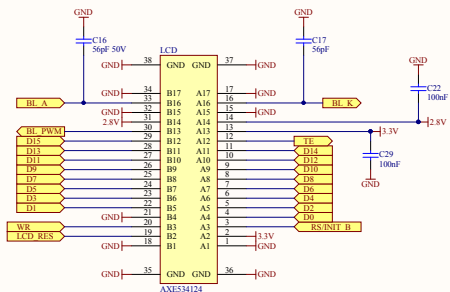 GND GND
C16 C17
56pF 50V 56pF
LCD GND
GND 38 GND GND 37 GND
C22
100nF
GND 34 B17 A17 17 GND
BL_A 33 B16 A16 16 BL_K
GND 32 B15 A15 15 GND
2.8V 31 B14 A14 14 2.8V
BL_PWM 30 B13 A13 13 3.3V
D15 29 B12 A12 12 TE
D13 28 B11 A11 11 D14
C29
100nF
D11 27 B10 A10 10 D12
D9 26 B9 A9 9 D10
D7 25 B8 A8 8 D8
GND
D5 24 B7 A7 7 D6
D3 23 B6 A6 6 D4
D1 22 B5 A5 5 D2
GND 21 B4 A4 4 D0
WR 20 B3 A3 3 RS/INIT_B
LCD_RES 19 B2 A2 2 3.3V
GND 18 B1 A1 1 GND
GND 35 GND GND 36 GND
AXE534124